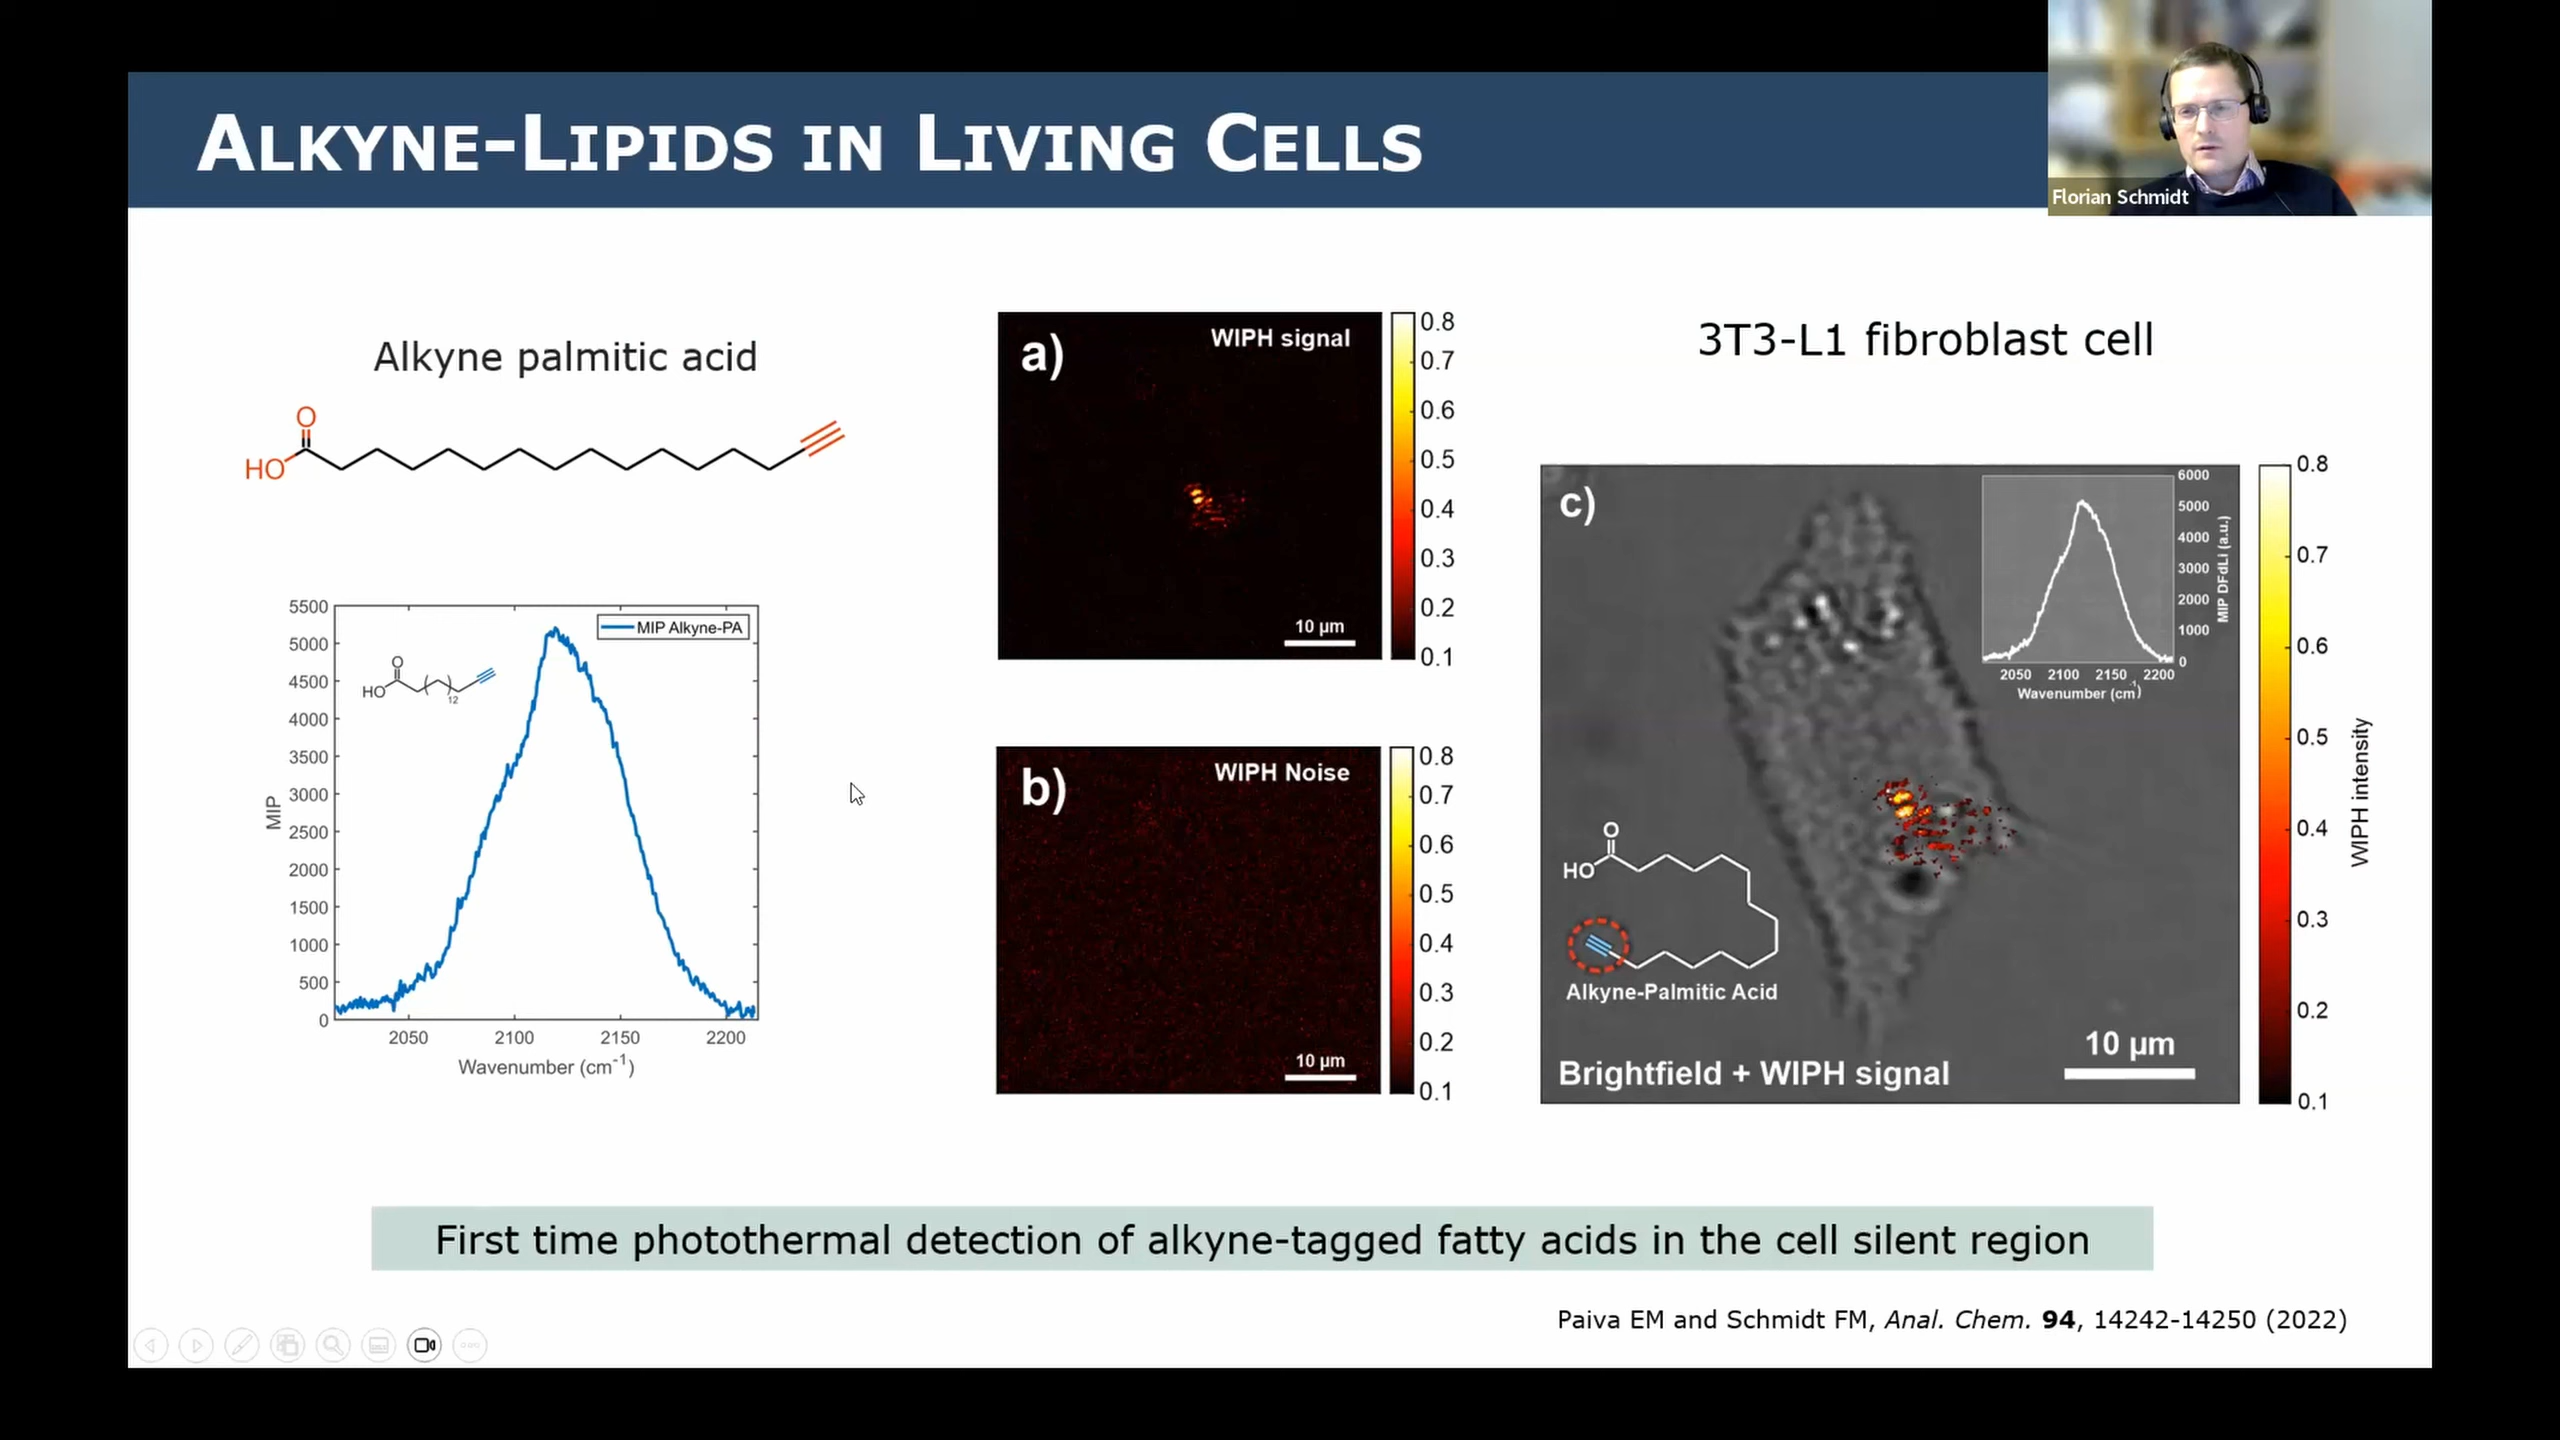 ALKYNE-LIPIDS IN LIVING CELLS
Florian Schmidt
Alkyne palmitic acid
O
HO
5500
5000
4500
4000
3500
3000
2500
2000
1500
1000
500
0
MIP
MIP Alkyne-PA
O
HO
12
2050
2100
2150
2200
Wavenumber (cm-1)
a)
WIPH signal
10 µm
0.8
0.7
0.6
0.5
0.4
0.3
0.2
0.1
b)
WIPH Noise
10 µm
0.8
0.7
0.6
0.5
0.4
0.3
0.2
0.1
3T3-L1 fibroblast cell
c)
6000
5000
4000
3000
2000
1000
0
MIP DFdLi (a.u.)
2050
2100
2150
2200
Wavenumber (cm-1)
O
HO
Alkyne-Palmitic Acid
Brightfield + WIPH signal
10 µm
0.8
0.7
0.6
0.5
0.4
0.3
0.2
0.1
WIPH intensity
First time photothermal detection of alkyne-tagged fatty acids in the cell silent region
Paiva EM and Schmidt FM, Anal. Chem. 94, 14242-14250 (2022)